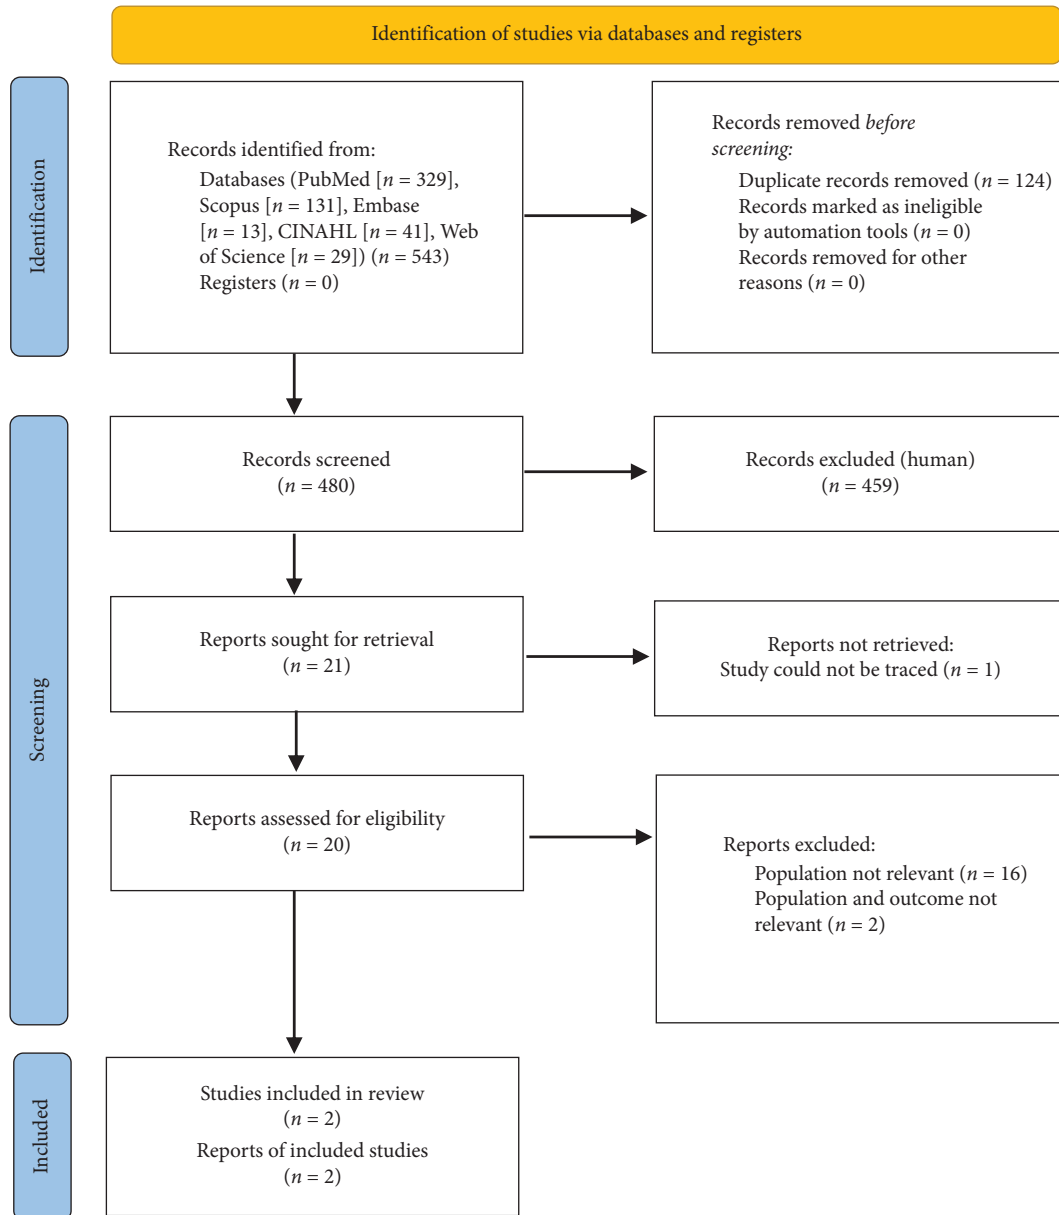 Identification of studies via databases and registers
Identification
Records identified from:
Databases (PubMed [n = 329],
Scopus [n = 131], Embase
[n = 13], CINAHL [n = 41], Web
of Science [n = 29]) (n = 543)
Registers (n = 0)
Records removed before
screening:
Duplicate records removed (n = 124)
Records marked as ineligible
by automation tools (n = 0)
Records removed for other
reasons (n = 0)
Screening
Records screened
(n = 480)
Records excluded (human)
(n = 459)
Reports sought for retrieval
(n = 21)
Reports not retrieved:
Study could not be traced (n = 1)
Reports assessed for eligibility
(n = 20)
Reports excluded:
Population not relevant (n = 16)
Population and outcome not
relevant (n = 2)
Included
Studies included in review
(n = 2)
Reports of included studies
(n = 2)